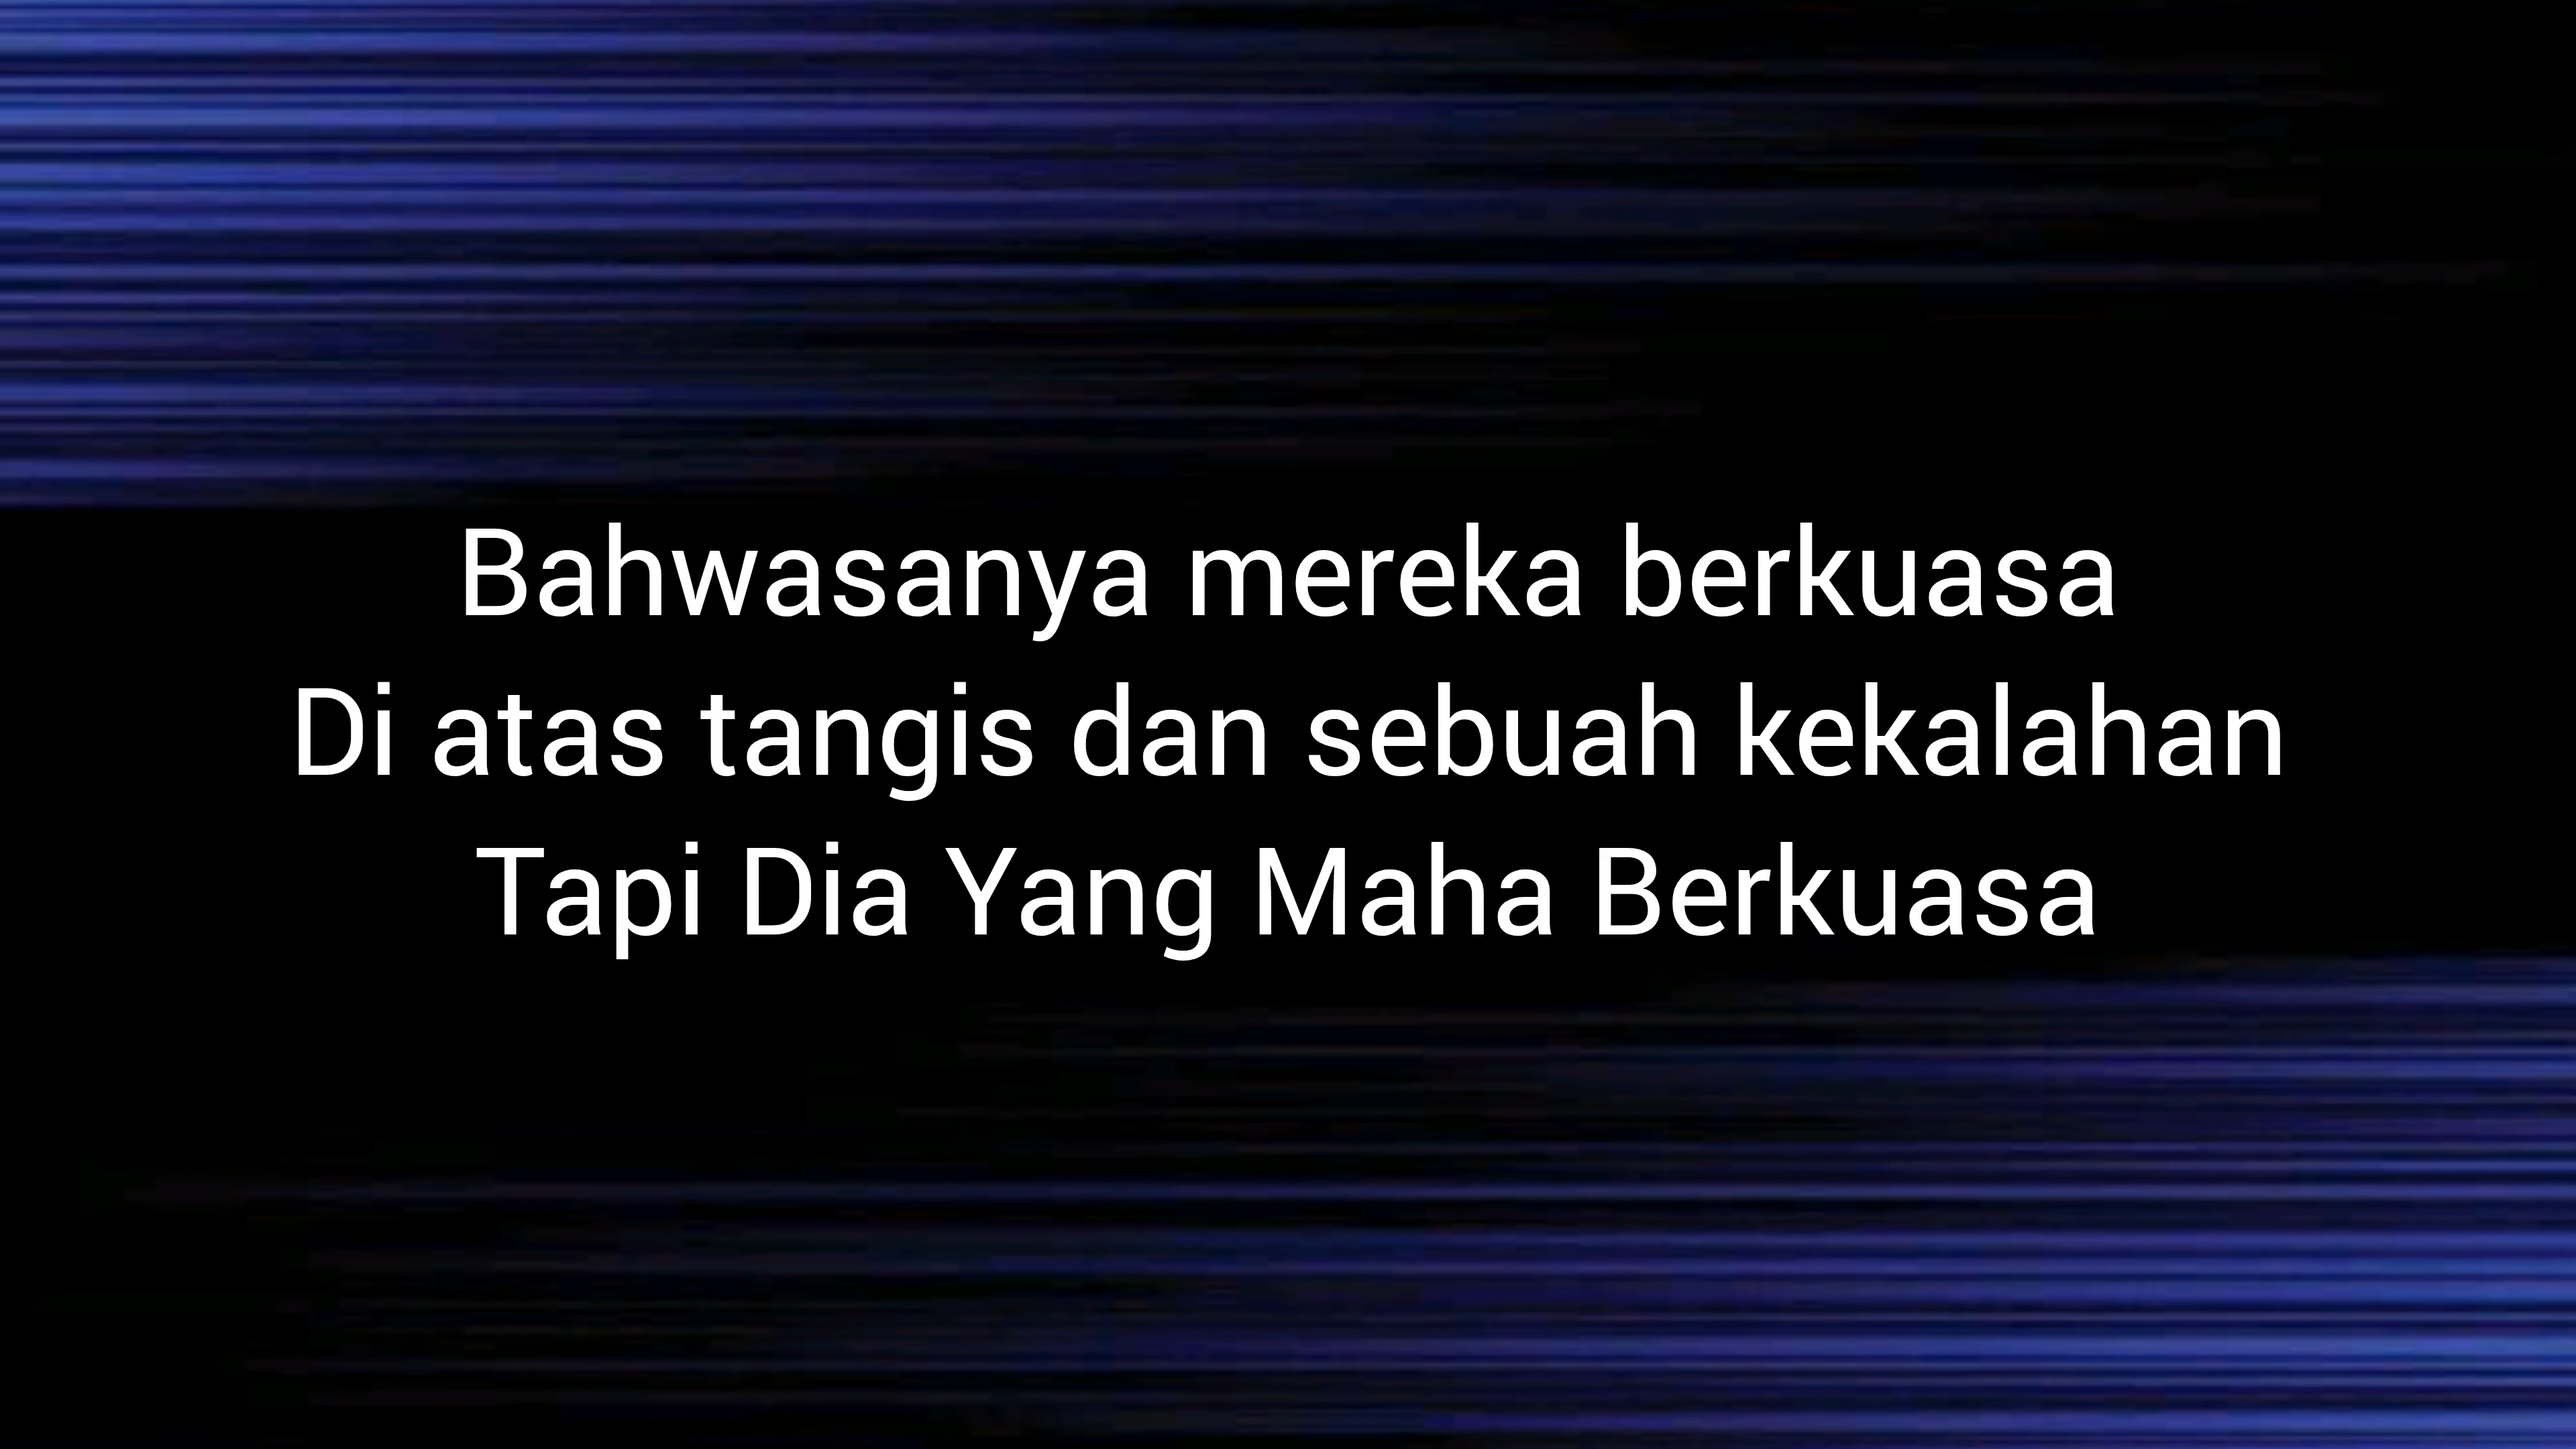 Bahwasanya mereka berkuasa
Di atas tangis dan sebuah kekalahan
Tapi Dia Yang Maha Berkuasa